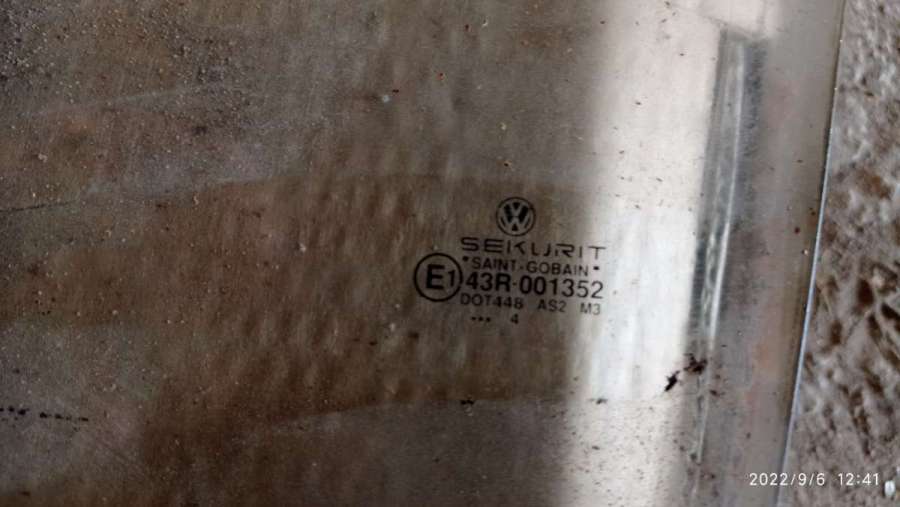 SEKURIT
"SAINT-GOBAIN"
E1 43R-001352
DOT448 AS2 M3
••• 4
2022/9/6 12:41